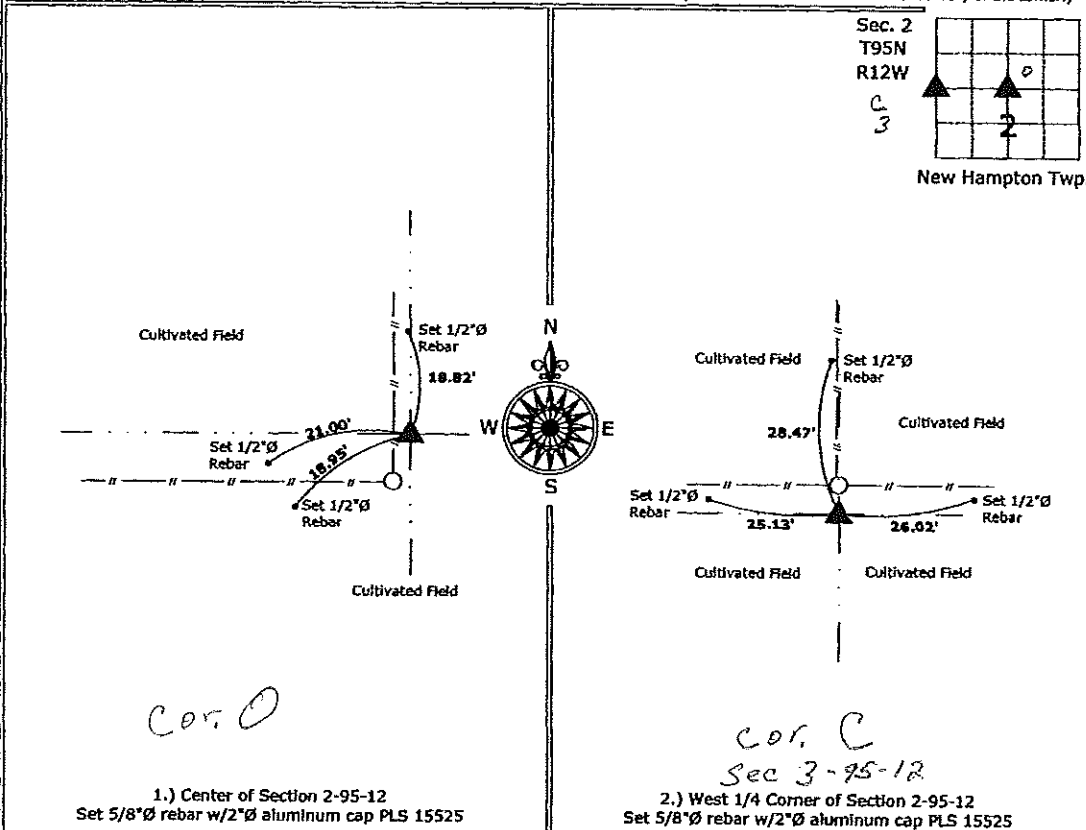 Sec. 2
T95N
R12W
C
3
O
2
New Hampton Twp
Cultivated Field
Set 1/2"Ø
Rebar
18.82'
21.00'
Set 1/2"Ø
Rebar
18.95'
Set 1/2"Ø
Rebar
Cultivated Field
N
W E
S
Cultivated Field
Set 1/2"Ø
Rebar
28.47'
Cultivated Field
Set 1/2"Ø
Rebar
25.13'
26.02'
Set 1/2"Ø
Rebar
Cultivated Field
Cultivated Field
Cor. O
1.) Center of Section 2-95-12
Set 5/8"Ø rebar w/2"Ø aluminum cap PLS 15525
Cor. C
Sec 3-95-12
2.) West 1/4 Corner of Section 2-95-12
Set 5/8"Ø rebar w/2"Ø aluminum cap PLS 15525